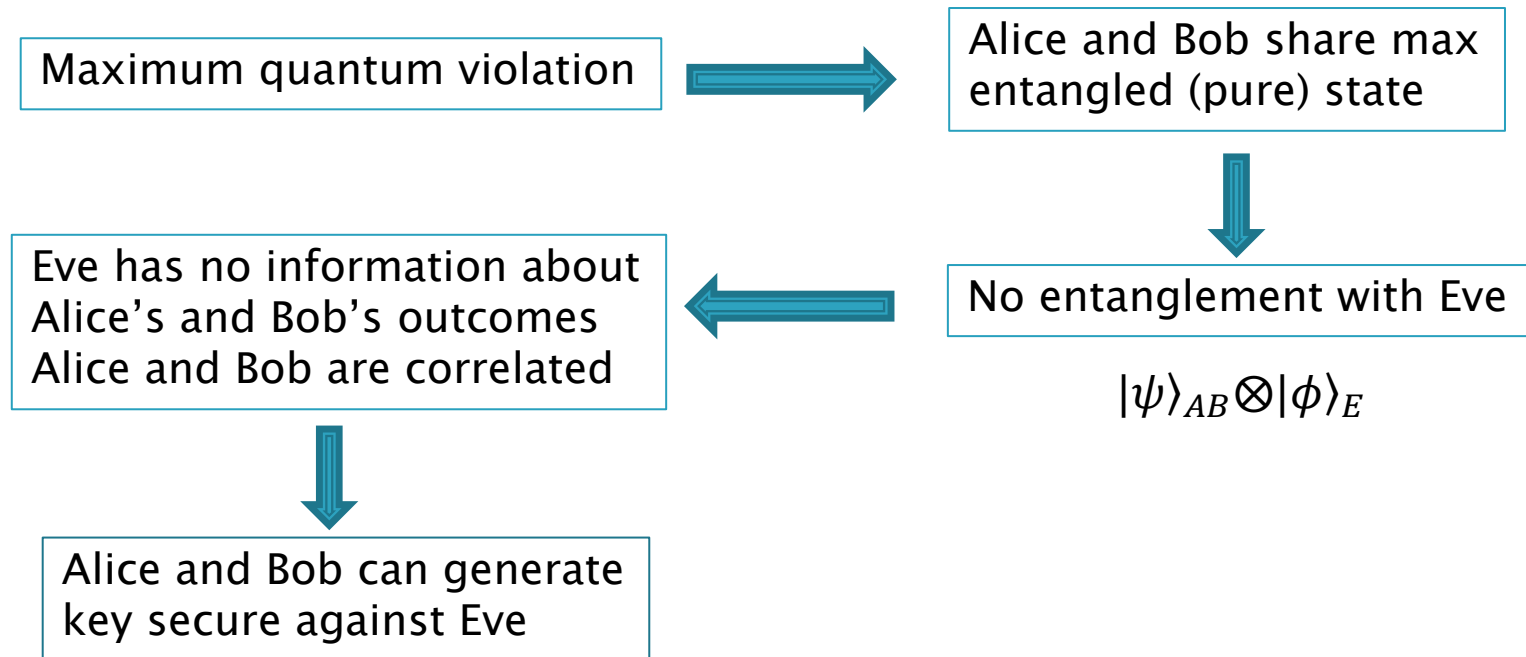 Maximum quantum violation
Alice and Bob share max
entangled (pure) state
No entanglement with Eve
|ψ⟩_{AB}⊗|ϕ⟩_E
Eve has no information about
Alice’s and Bob’s outcomes
Alice and Bob are correlated
Alice and Bob can generate
key secure against Eve